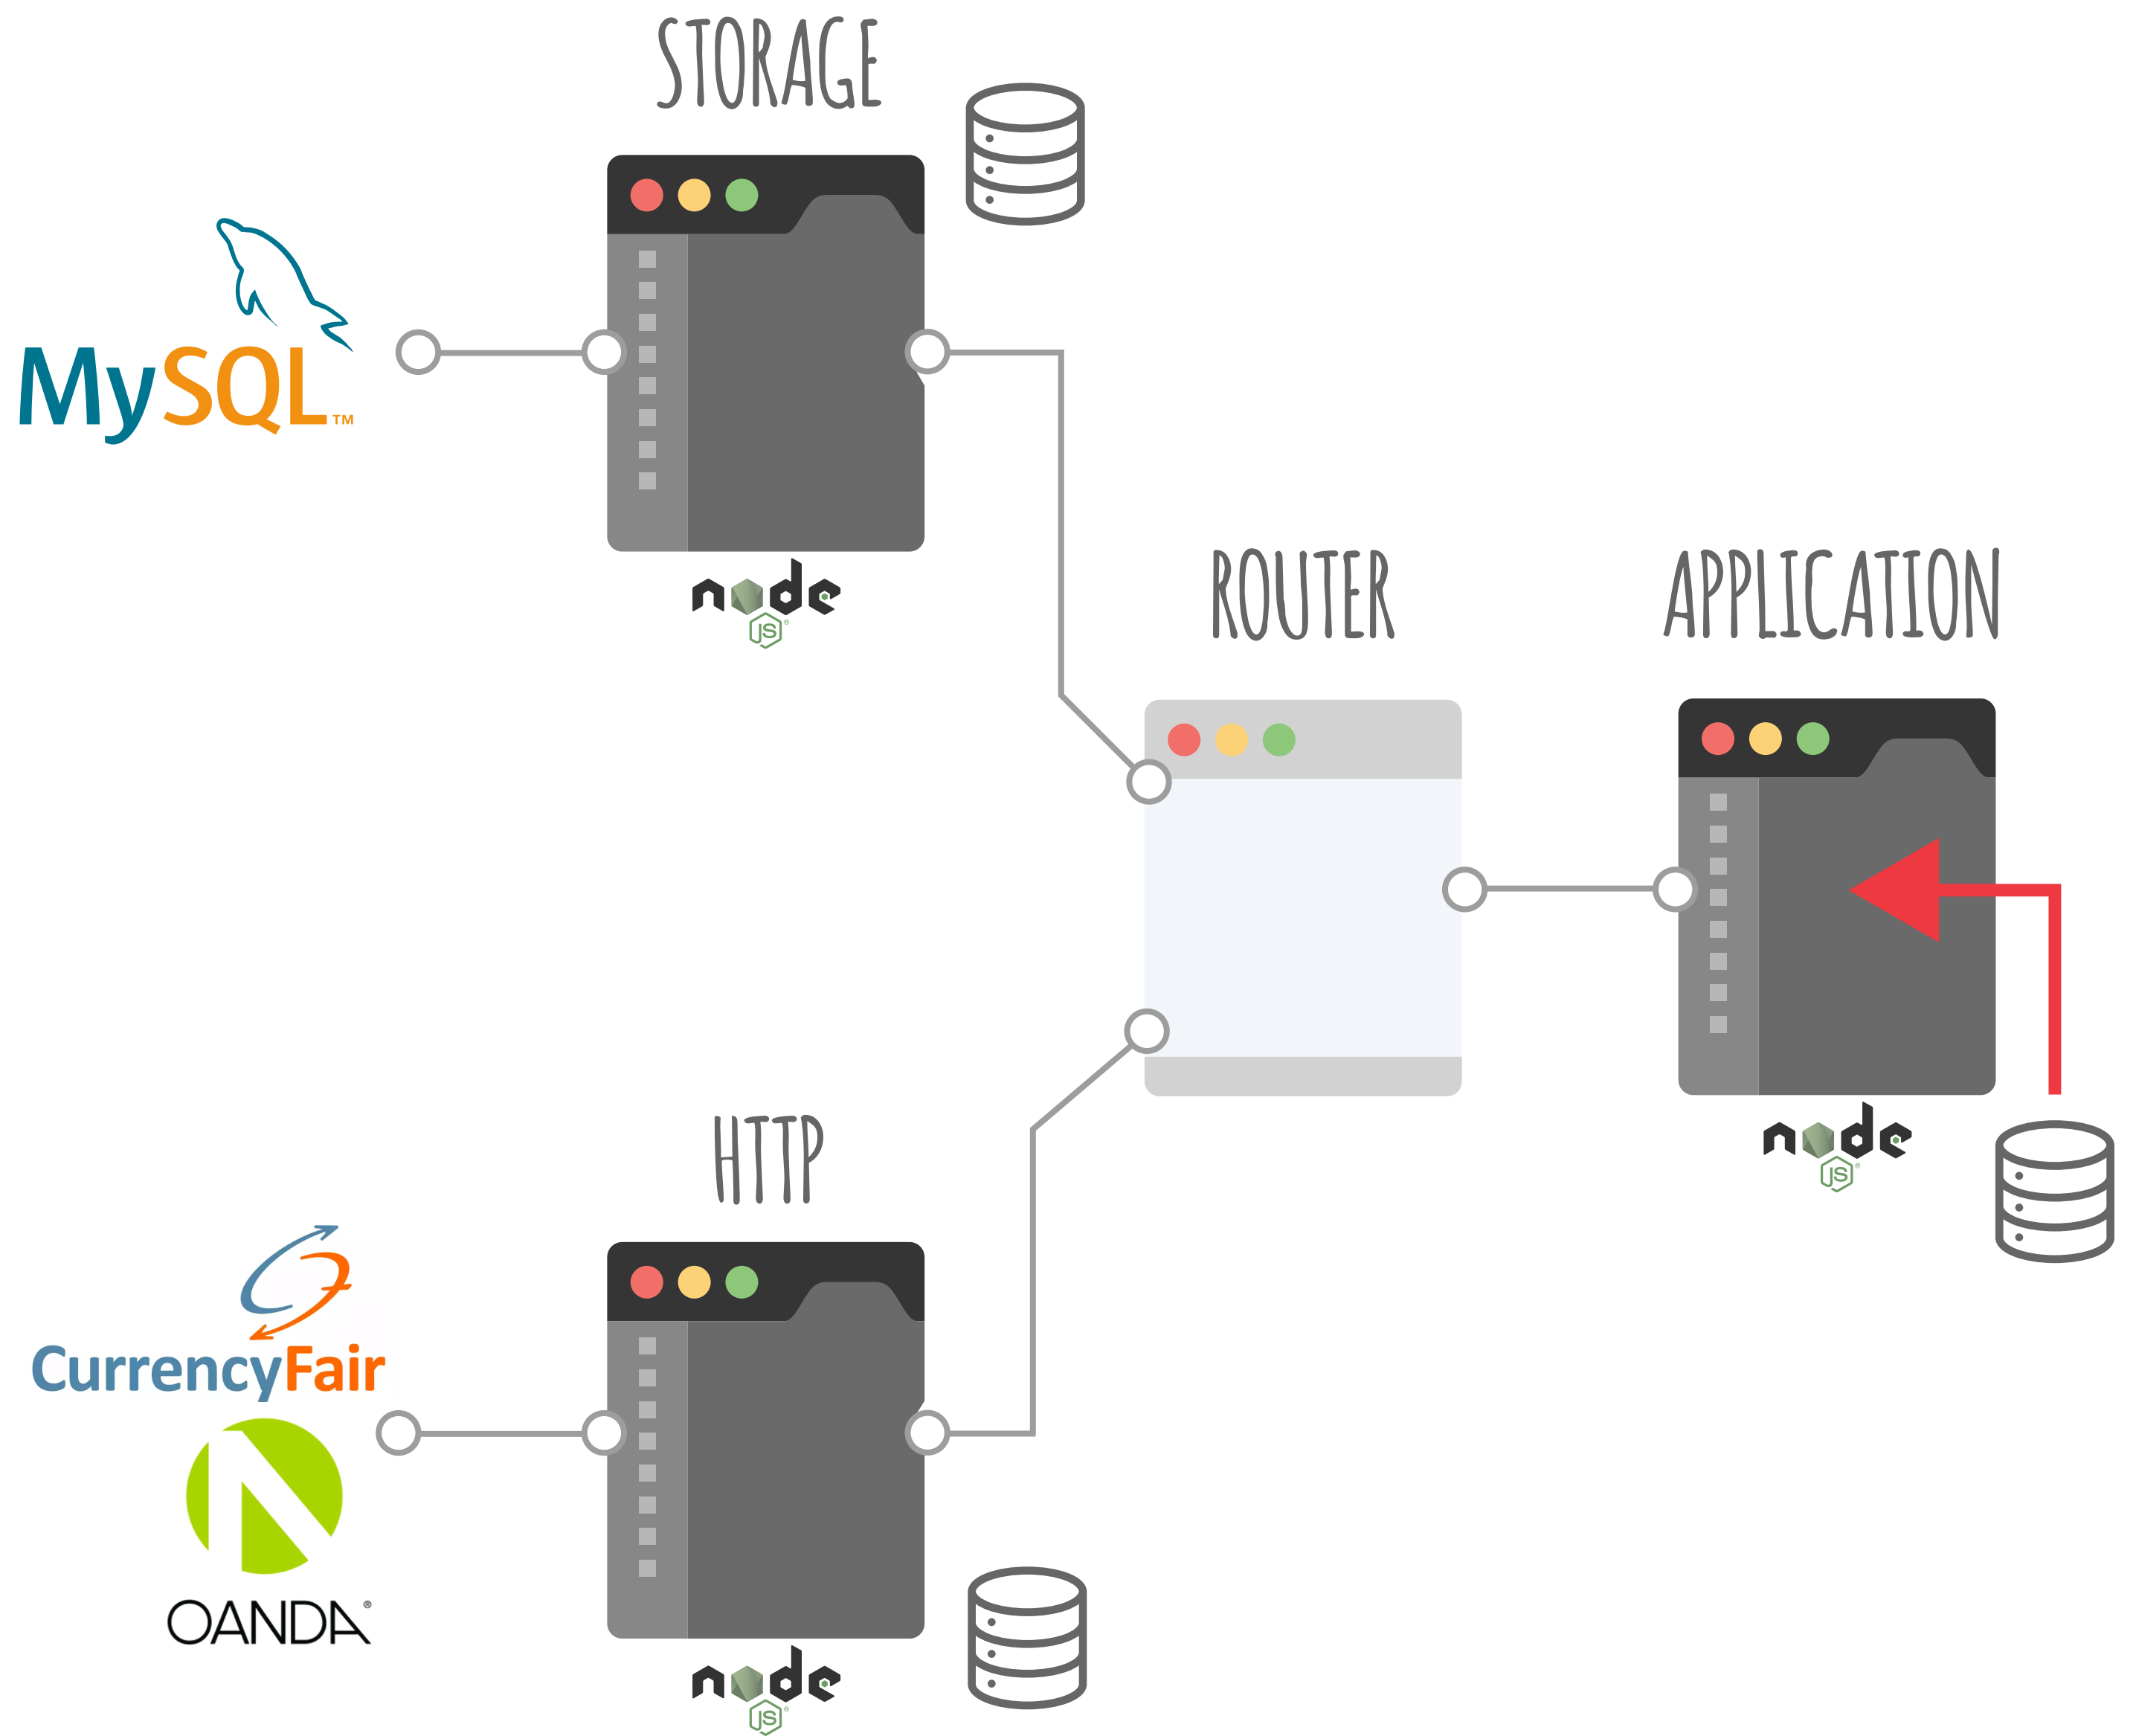 STORAGE
MySQL™
node
JS®
ROUTER
APPLICATION
node
JS®
HTTP
CurrencyFair
OANDA®
node
JS®